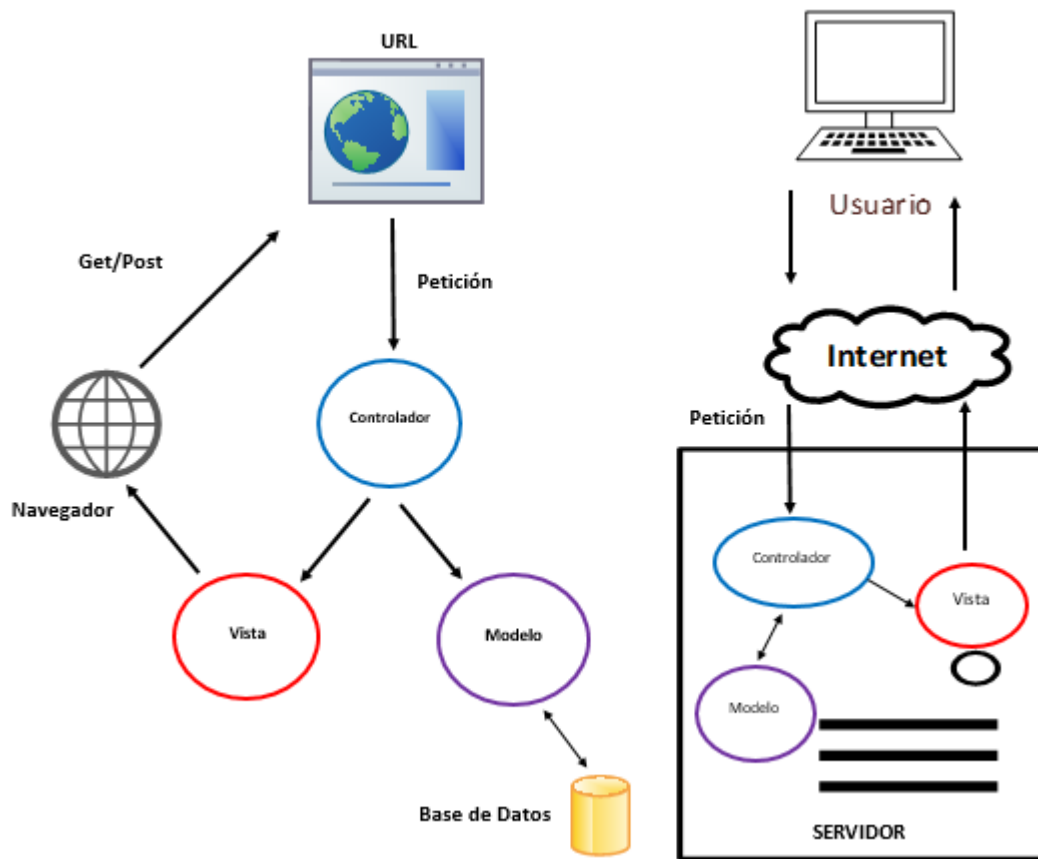 URL
Get/Post
Petición
Controlador
Navegador
Vista
Modelo
Base de Datos
Usuario
Internet
Petición
Controlador
Vista
Modelo
SERVIDOR